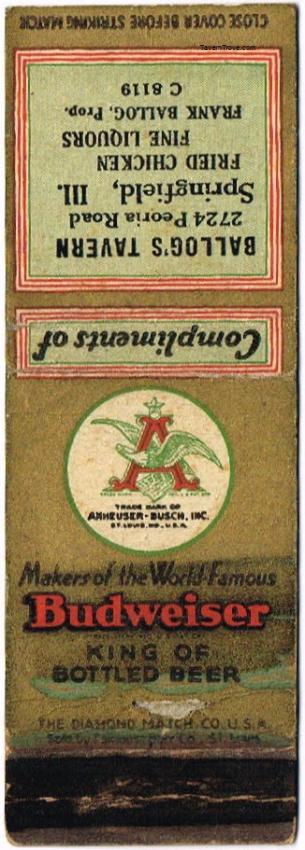 CLOSE COVER BEFORE STRIKING MATCH
TavernTrove.com
BALLOG'S TAVERN
2724 Peoria Road
Springfield, Ill.
FRIED CHICKEN
FINE LIQUORS
FRANK BALLOG, Prop.
C 8119
Compliments of
A
TRADE MARK OF
ANHEUSER-BUSCH, INC.
ST. LOUIS, MO., U.S.A.
Makers of the World-Famous
Budweiser
KING OF
BOTTLED BEER
THE DIAMOND MATCH CO. U.S.A.